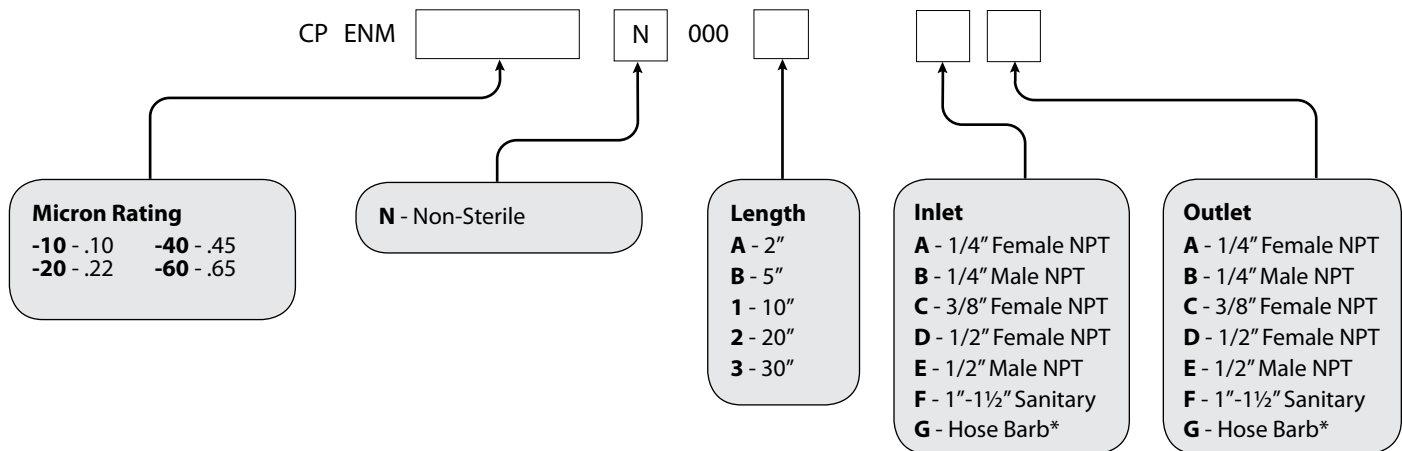 CP ENM N 000
Micron Rating
-10 - .10 -40 - .45
-20 - .22 -60 - .65
N - Non-Sterile
Length
A - 2”
B - 5”
1 - 10”
2 - 20”
3 - 30”
Inlet
A - 1/4” Female NPT
B - 1/4” Male NPT
C - 3/8” Female NPT
D - 1/2” Female NPT
E - 1/2” Male NPT
F - 1”-1½” Sanitary
G - Hose Barb*
Outlet
A - 1/4” Female NPT
B - 1/4” Male NPT
C - 3/8” Female NPT
D - 1/2” Female NPT
E - 1/2” Male NPT
F - 1”-1½” Sanitary
G - Hose Barb*